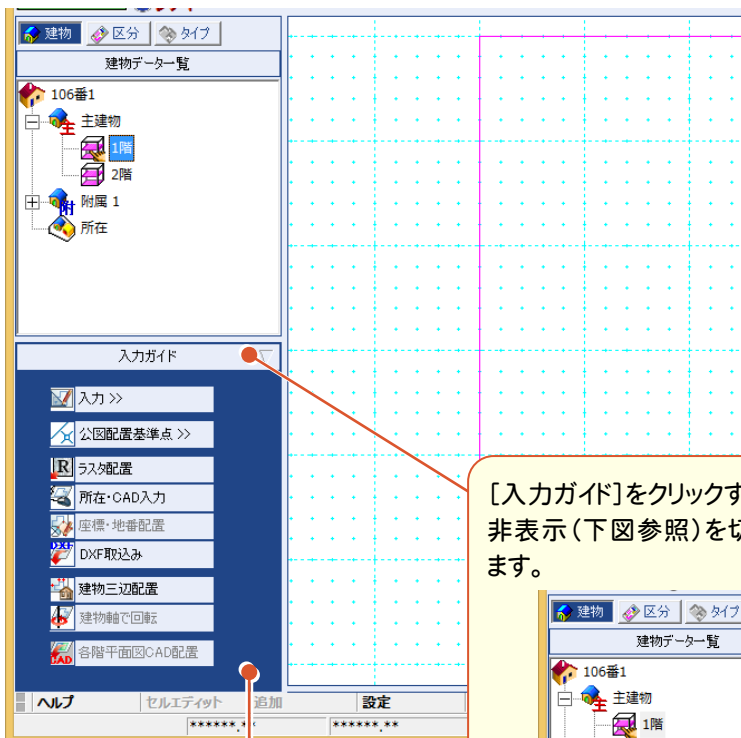 建物 区分 タイプ
建物データ一覧
106番1
主建物
1階
2階
附属 1
所在
入力ガイド
入力 >>
公図配置基準点 >>
ラスタ配置
所在・CAD入力
座標・地番配置
DXF取込み
建物三辺配置
建物軸で回転
各階平面図CAD配置
ヘルプ セルエディット 追加 設定
******.** ******.**
[入力ガイド]をクリックす
非表示(下図参照)を切
ます。
建物 区分 タイプ
建物データ一覧
106番1
主建物
1階